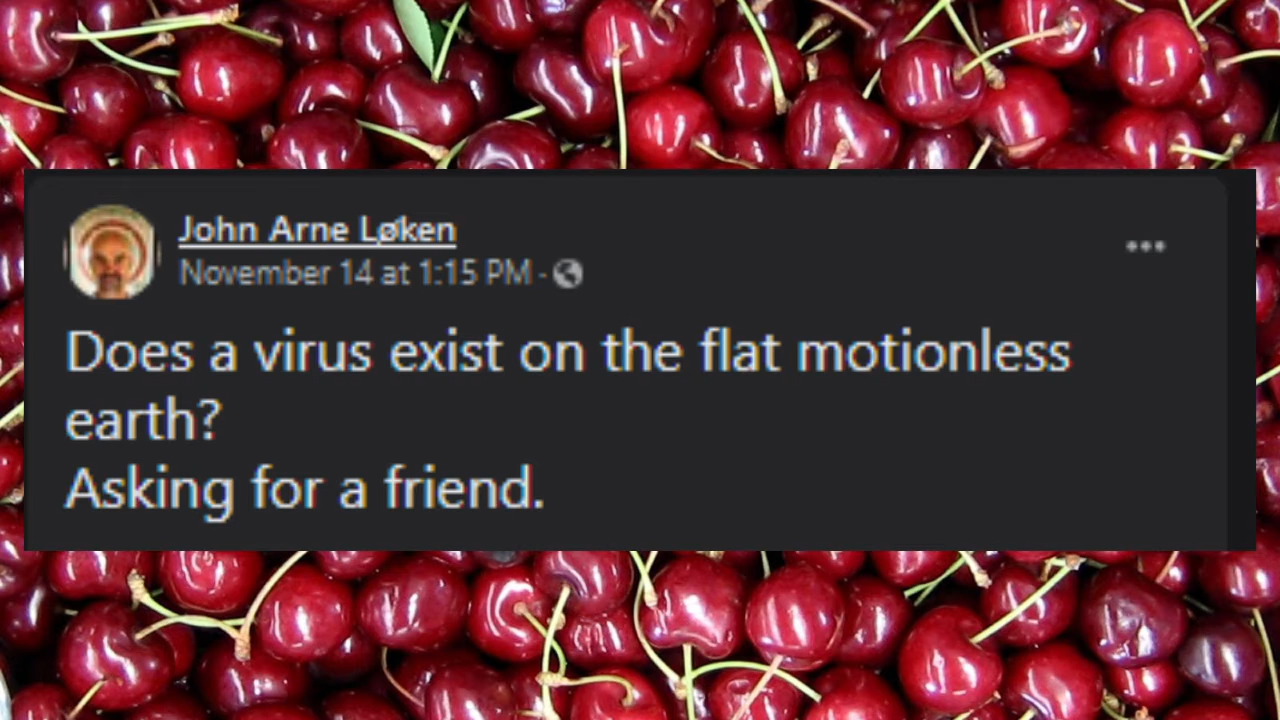 John Arne Løken
November 14 at 1:15 PM ·
Does a virus exist on the flat motionless
earth?
Asking for a friend.